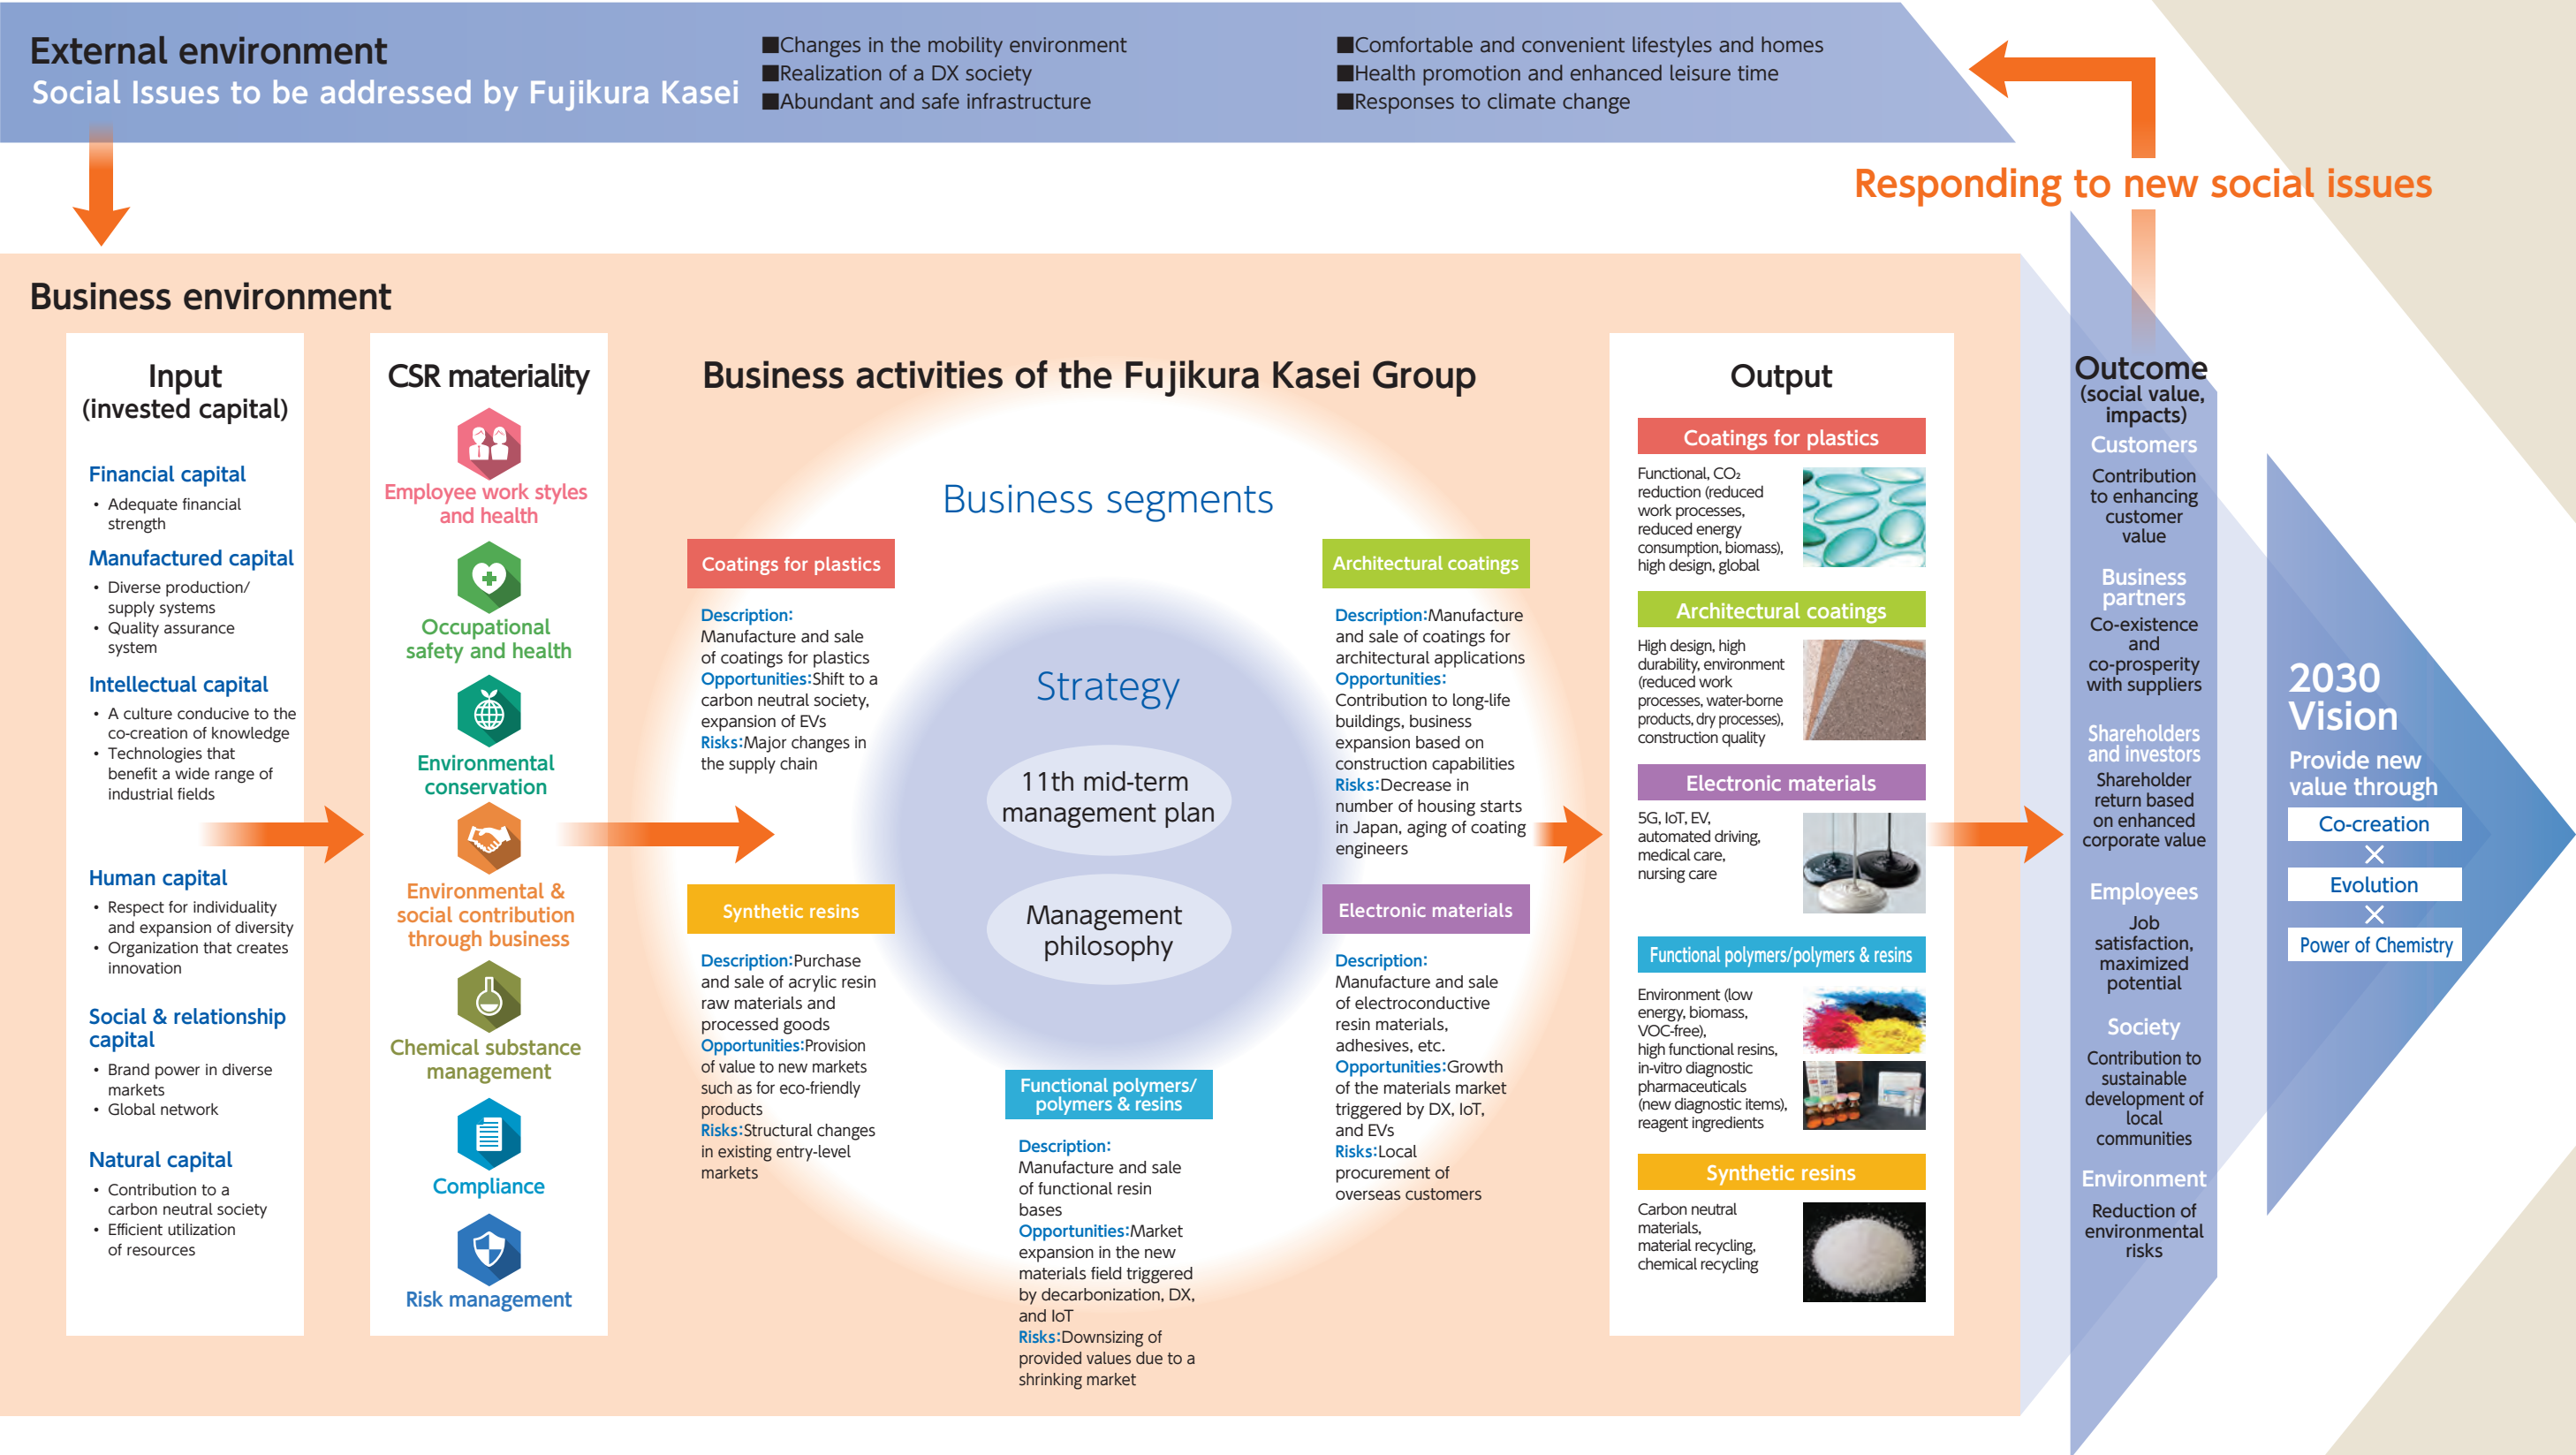 External environment
Social Issues to be addressed by Fujikura Kasei
■Changes in the mobility environment
■Realization of a DX society
■Abundant and safe infrastructure
■Comfortable and convenient lifestyles and homes
■Health promotion and enhanced leisure time
■Responses to climate change
Responding to new social issues
Business environment
Input
(invested capital)
Financial capital
• Adequate financial
strength
Manufactured capital
• Diverse production/
supply systems
• Quality assurance
system
Intellectual capital
• A culture conducive to the
co-creation of knowledge
• Technologies that
benefit a wide range of
industrial fields
Human capital
• Respect for individuality
and expansion of diversity
• Organization that creates
innovation
Social & relationship
capital
• Brand power in diverse
markets
• Global network
Natural capital
• Contribution to a
carbon neutral society
• Efficient utilization
of resources
CSR materiality
Employee work styles
and health
Occupational
safety and health
Environmental
conservation
Environmental &
social contribution
through business
Chemical substance
management
Compliance
Risk management
Business activities of the Fujikura Kasei Group
Business segments
Coatings for plastics
Description:
Manufacture and sale
of coatings for plastics
Opportunities:Shift to a
carbon neutral society,
expansion of EVs
Risks:Major changes in
the supply chain
Synthetic resins
Description:Purchase
and sale of acrylic resin
raw materials and
processed goods
Opportunities:Provision
of value to new markets
such as for eco-friendly
products
Risks:Structural changes
in existing entry-level
markets
Strategy
11th mid-term
management plan
Management
philosophy
Functional polymers/
polymers & resins
Description:
Manufacture and sale
of functional resin
bases
Opportunities:Market
expansion in the new
materials field triggered
by decarbonization, DX,
and IoT
Risks:Downsizing of
provided values due to a
shrinking market
Architectural coatings
Description:Manufacture
and sale of coatings for
architectural applications
Opportunities:
Contribution to long-life
buildings, business
expansion based on
construction capabilities
Risks:Decrease in
number of housing starts
in Japan, aging of coating
engineers
Electronic materials
Description:
Manufacture and sale
of electroconductive
resin materials,
adhesives, etc.
Opportunities:Growth
of the materials market
triggered by DX, IoT,
and EVs
Risks:Local
procurement of
overseas customers
Output
Coatings for plastics
Functional, CO₂
reduction (reduced
work processes,
reduced energy
consumption, biomass),
high design, global
Architectural coatings
High design, high
durability, environment
(reduced work
processes, water-borne
products, dry processes),
construction quality
Electronic materials
5G, IoT, EV,
automated driving,
medical care,
nursing care
Functional polymers/polymers & resins
Environment (low
energy, biomass,
VOC-free),
high functional resins,
in-vitro diagnostic
pharmaceuticals
(new diagnostic items),
reagent ingredients
Synthetic resins
Carbon neutral
materials,
material recycling,
chemical recycling
Outcome
(social value,
impacts)
Customers
Contribution
to enhancing
customer
value
Business
partners
Co-existence
and
co-prosperity
with suppliers
Shareholders
and investors
Shareholder
return based
on enhanced
corporate value
Employees
Job
satisfaction,
maximized
potential
Society
Contribution to
sustainable
development of
local
communities
Environment
Reduction of
environmental
risks
2030
Vision
Provide new
value through
Co-creation
×
Evolution
×
Power of Chemistry